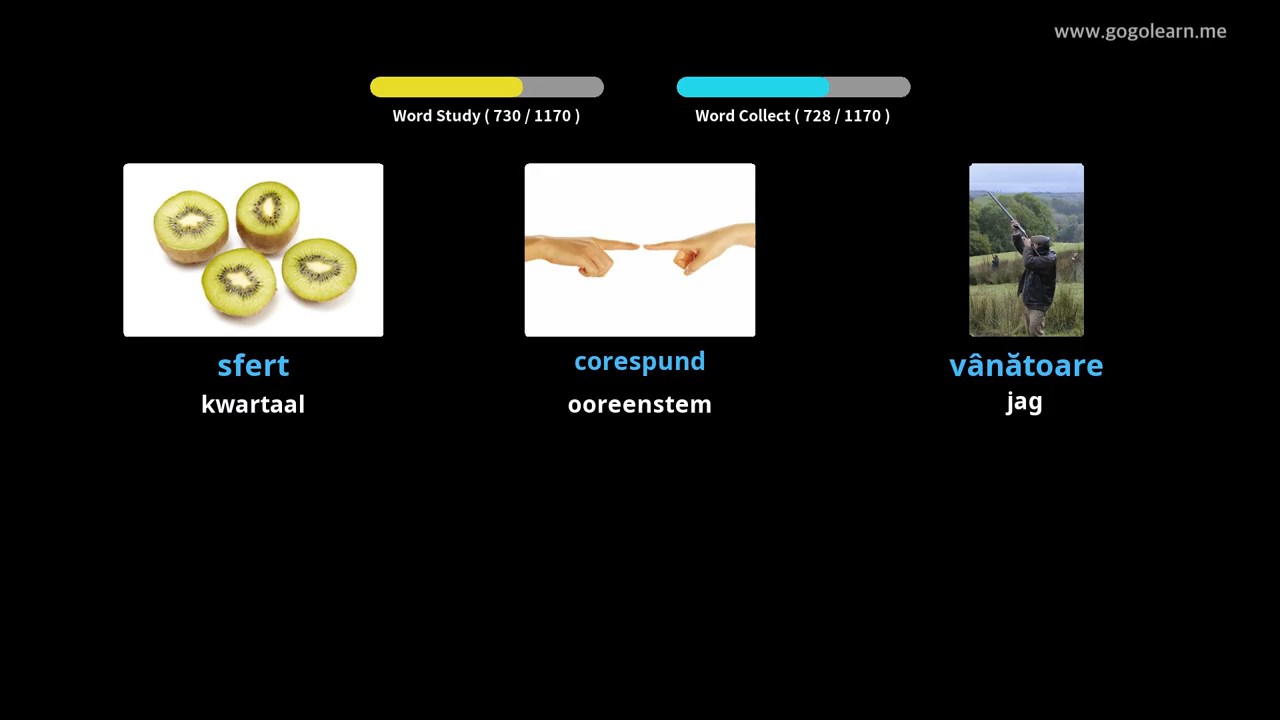 www.gogolearn.me
Word Study ( 730 / 1170 )
Word Collect ( 728 / 1170 )
sfert
corespund
vânătoare
kwartaal
ooreenstem
jag